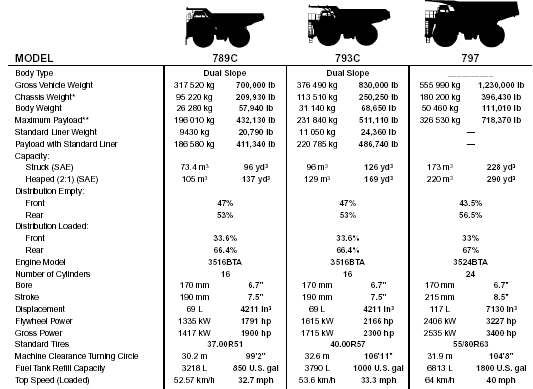 MODEL 789C 793C 797
Body Type Dual Slope Dual Slope
Gross Vehicle Weight 317 520 kg 700,000 lb 376 490 kg 830,000 lb 555 990 kg 1,230,000 lb
Chassis Weight* 95 220 kg 209,930 lb 113 510 kg 250,250 lb 180 200 kg 396,430 lb
Body Weight 26 280 kg 57,940 lb 31 140 kg 68,650 lb 50 460 kg 111,010 lb
Maximum Payload** 196 010 kg 432,130 lb 231 840 kg 511,110 lb 326 530 kg 718,370 lb
Standard Liner Weight 9430 kg 20,790 lb 11 050 kg 24,360 lb —
Payload with Standard Liner 186 580 kg 411,340 lb 220 785 kg 486,740 lb —
Capacity:
Struck (SAE) 73.4 m³ 96 yd³ 96 m³ 126 yd³ 173 m³ 228 yd³
Heaped (2:1) (SAE) 105 m³ 137 yd³ 129 m³ 169 yd³ 220 m³ 290 yd³
Distribution Empty:
Front 47% 47% 43.5%
Rear 53% 53% 56.5%
Distribution Loaded:
Front 33.6% 33.6% 33%
Rear 66.4% 66.4% 67%
Engine Model 3516BTA 3516BTA 3524BTA
Number of Cylinders 16 16 24
Bore 170 mm 6.7" 170 mm 6.7" 170 mm 6.7"
Stroke 190 mm 7.5" 190 mm 7.5" 215 mm 8.5"
Displacement 69 L 4211 in³ 69 L 4211 in³ 117 L 7130 in³
Flywheel Power 1335 kW 1791 hp 1615 kW 2166 hp 2406 kW 3227 hp
Gross Power 1417 kW 1900 hp 1715 kW 2300 hp 2535 kW 3400 hp
Standard Tires 37.00R51 40.00R57 55/80R63
Machine Clearance Turning Circle 30.2 m 99'2" 32.6 m 106'11" 31.9 m 104'8"
Fuel Tank Refill Capacity 3218 L 850 U.S. gal 3790 L 1000 U.S. gal 6813 L 1800 U.S. gal
Top Speed (Loaded) 52.57 km/h 32.7 mph 53.6 km/h 33.3 mph 64 km/h 40 mph